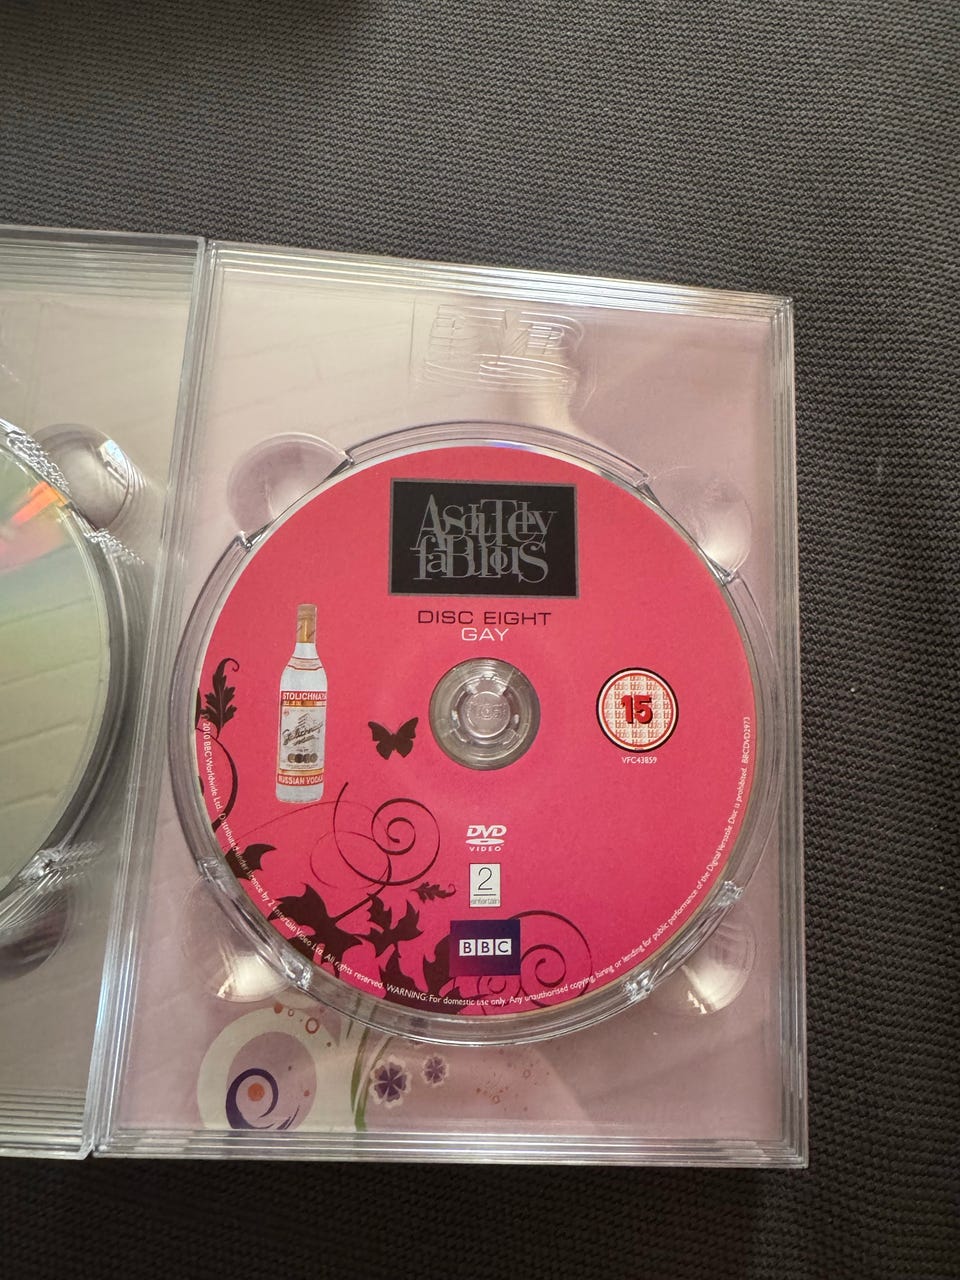 DVD
ABSOLUTELY
faBuLouS
DISC EIGHT
GAY
STOLICHNAYA
RUSSIAN VODKA
15
VFC43859
DVD
VIDEO
2
entertain
BBC
2010 BBC Worldwide Ltd. Distributed under licence by 2 entertain Video Ltd. All rights reserved. WARNING: For domestic use only. Any unauthorised copying, hiring or lending for public performance of the Digital Versatile Disc is prohibited. BBCDVD2973